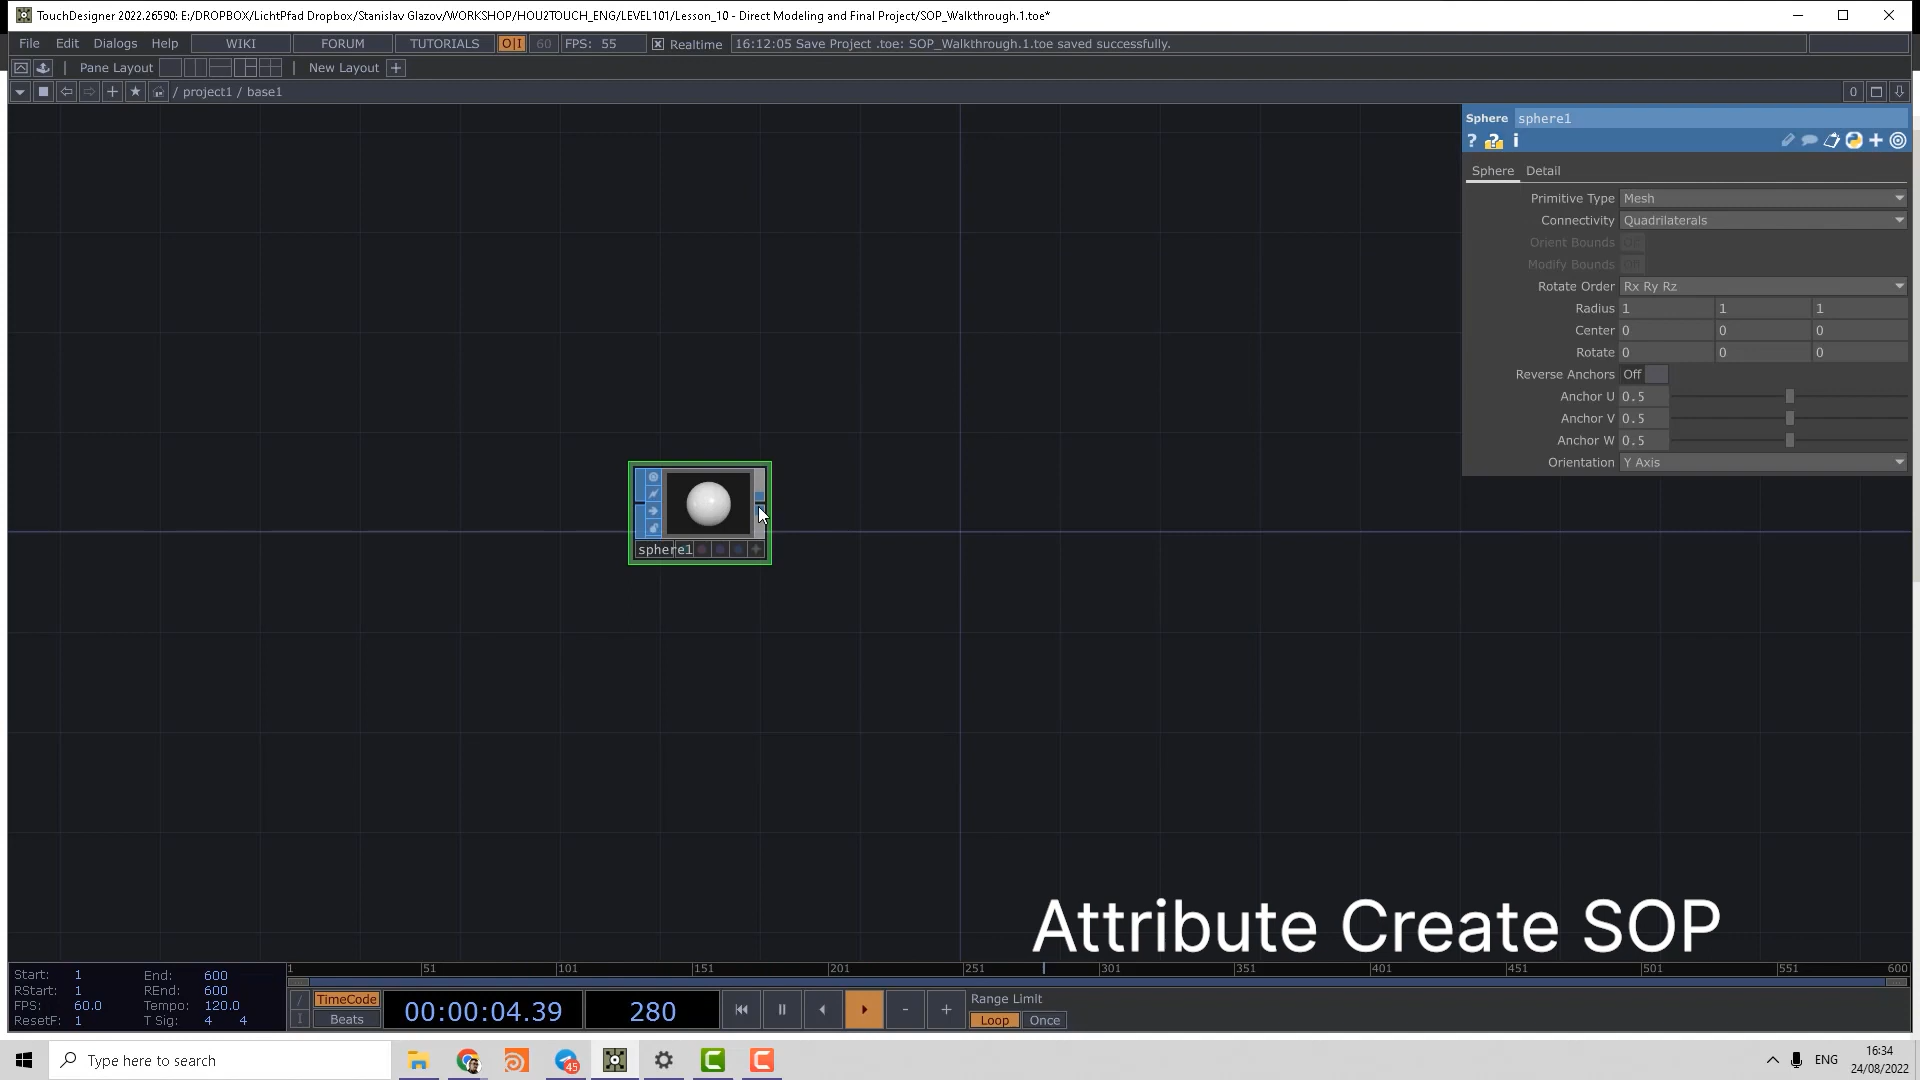 TouchDesigner 2022.26590: E:/DROPBOX/LichtPfad Dropbox/Stanislav Glazov/WORKSHOP/HOU2TOUCH_ENG/LEVEL101/Lesson_10 - Direct Modeling and Final Project/SOP_Walkthrough.1.toe*
File Edit Dialogs Help WIKI FORUM TUTORIALS O|I 60 FPS: 55 Realtime 16:12:05 Save Project .toe: SOP_Walkthrough.1.toe saved successfully.
Pane Layout New Layout +
/ project1 / base1 0
Sphere sphere1
? ? i
Sphere Detail
Primitive Type Mesh
Connectivity Quadrilaterals
Orient Bounds Off
Modify Bounds Off
Rotate Order Rx Ry Rz
Radius 1 1 1
Center 0 0 0
Rotate 0 0 0
Reverse Anchors Off
Anchor U 0.5
Anchor V 0.5
Anchor W 0.5
Orientation Y Axis
sphere1
Attribute Create SOP
1 51 101 151 201 251 301 351 401 451 501 551 600
Start: 1 End: 600
RStart: 1 REnd: 600
FPS: 60.0 Tempo: 120.0
ResetF: 1 T Sig: 4 4
TimeCode
Beats
00:00:04.39 280
- +
Range Limit
Loop Once
Type here to search
45
ENG
16:34
24/08/2022